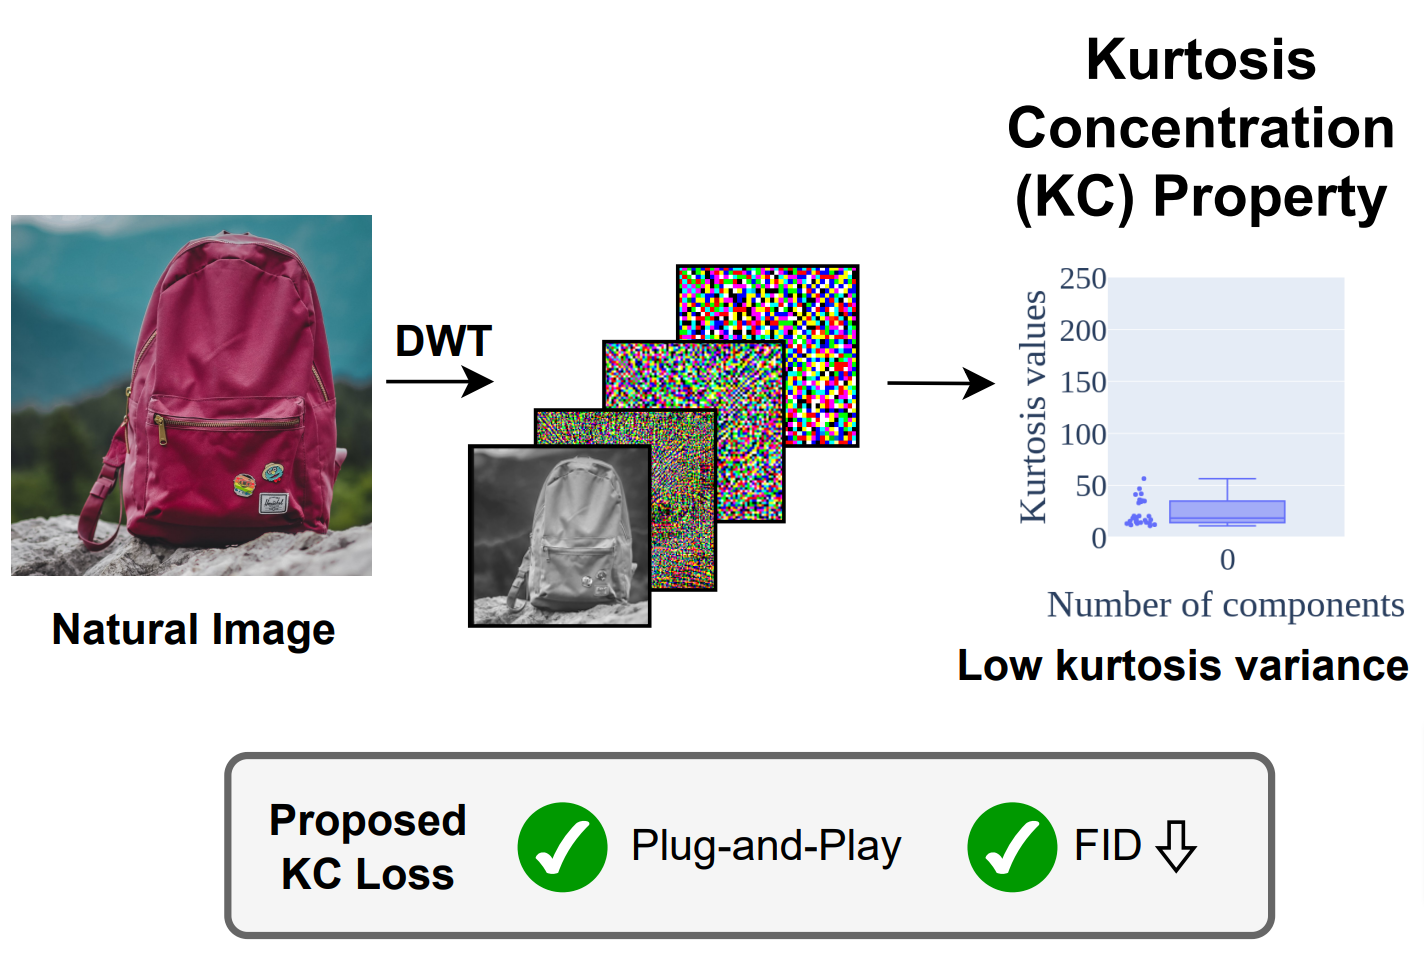 Kurtosis
Concentration
(KC) Property
DWT
Natural Image
Kurtosis values
250
200
150
100
50
0
0
Number of components
Low kurtosis variance
Proposed
KC Loss
Plug-and-Play
FID